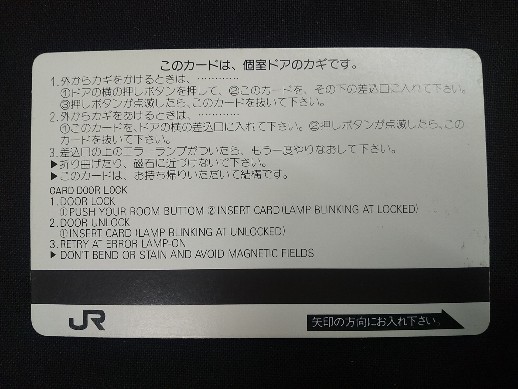 このカードは、個室ドアのカギです。
1.外からカギをかけるときは、…………
①ドアの横の押しボタンを押して、②このカードを、その下の差込口に入れて下さい。
③押しボタンが点滅したら、このカードを抜いて下さい。
2.外からカギをあけるときは、…………
①このカードを、ドアの横の差込口に入れて下さい。②押しボタンが点滅したら、この
カードを抜いて下さい。
3.差込口の上のエラーランプがついたら、もう一度やりなおして下さい。
▶折り曲げたり、磁石に近づけないで下さい。
▶このカードは、お持ち帰りいただいて結構です。
CARD DOOR LOCK
1.DOOR LOCK
①PUSH YOUR ROOM BUTTOM ② INSERT CARD(LAMP BLINKING AT LOCKED)
2.DOOR UNLOCK
①INSERT CARD(LAMP BLINKING AT UNLOCKED)
3.RETRY AT ERROR LAMP-ON
▶ DON'T BEND OR STAIN AND AVOID MAGNETIC FIELDS
JR
矢印の方向にお入れ下さい。